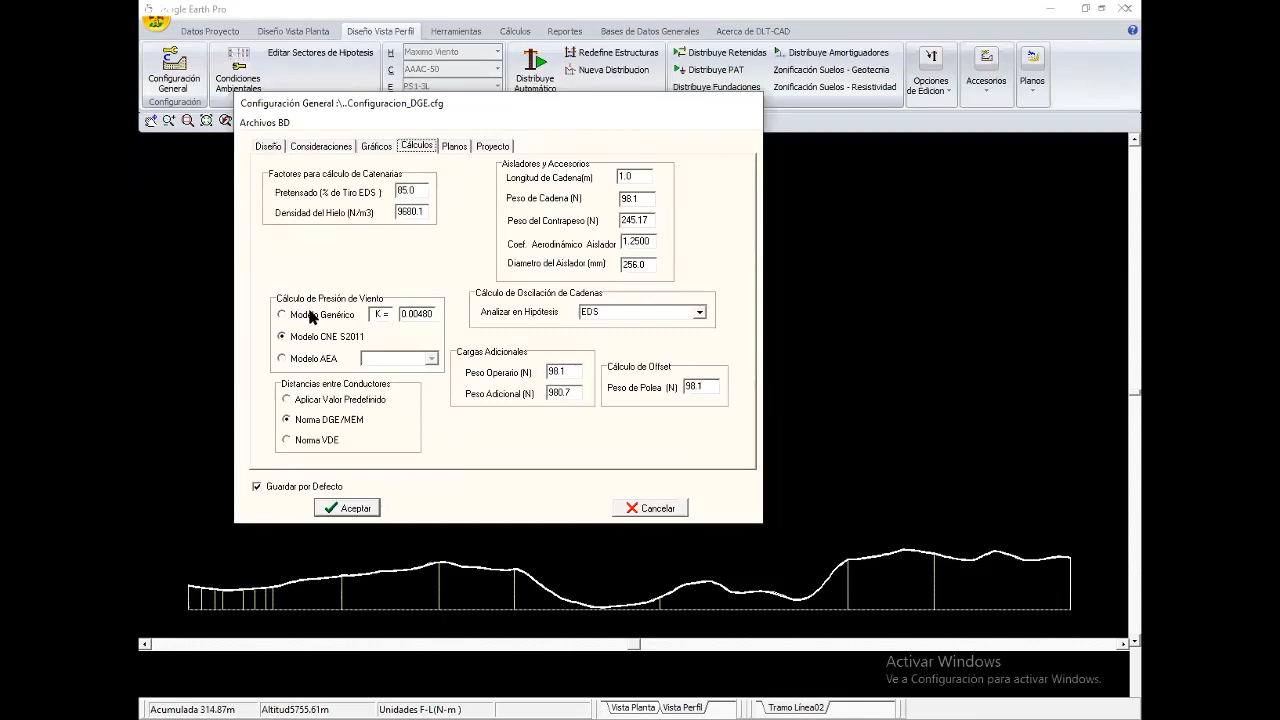 Google Earth Pro
Datos Proyecto
Diseño Vista Planta
Diseño Vista Perfil
Herramientas
Cálculos
Reportes
Bases de Datos Generales
Acerca de DLT-CAD
Configuración General
Condiciones Ambientales
Editar Sectores de Hipotesis
H Maximo Viento
C AAAC-50
E PS1-3L
Distribuye Automático
Redefine Estructuras
Nueva Distribucion
Distribuye Retenidas
Distribuye PAT
Distribuye Fundaciones
Distribuye Amortiguadores
Zonificación Suelos - Geotecnia
Zonificación Suelos - Resistividad
Opciones de Edicion
Accesorios
Planos
Configuración
Configuración General :\..Configuracion_DGE.cfg
Archivos BD
Diseño
Consideraciones
Gráficos
Cálculos
Planos
Proyecto
Factores para cálculo de Catenarias
Pretensado (% de Tiro EDS ) 85.0
Densidad del Hielo (N/m3) 9680.1
Aisladores y Accesorios
Longitud de Cadena(m) 1.0
Peso de Cadena (N) 98.1
Peso del Contrapeso (N) 245.17
Coef. Aerodinámico Aislador 1.2500
Diametro del Aislador (mm) 256.0
Cálculo de Presión de Viento
Modelo Genérico K = 0.00480
Modelo CNE S2011
Modelo AEA
Cálculo de Oscilación de Cadenas
Analizar en Hipótesis EDS
Distancias entre Conductores
Aplicar Valor Predefinido
Norma DGE/MEM
Norma VDE
Cargas Adicionales
Peso Operario (N) 98.1
Peso Adicional (N) 980.7
Cálculo de Offset
Peso de Polea (N) 98.1
Guardar por Defecto
Aceptar
Cancelar
Activar Windows
Ve a Configuración para activar Windows.
Acumulada 314.87m
Altitud5755.61m
Unidades F-L(N-m )
Vista Planta
Vista Perfil
Tramo Línea02